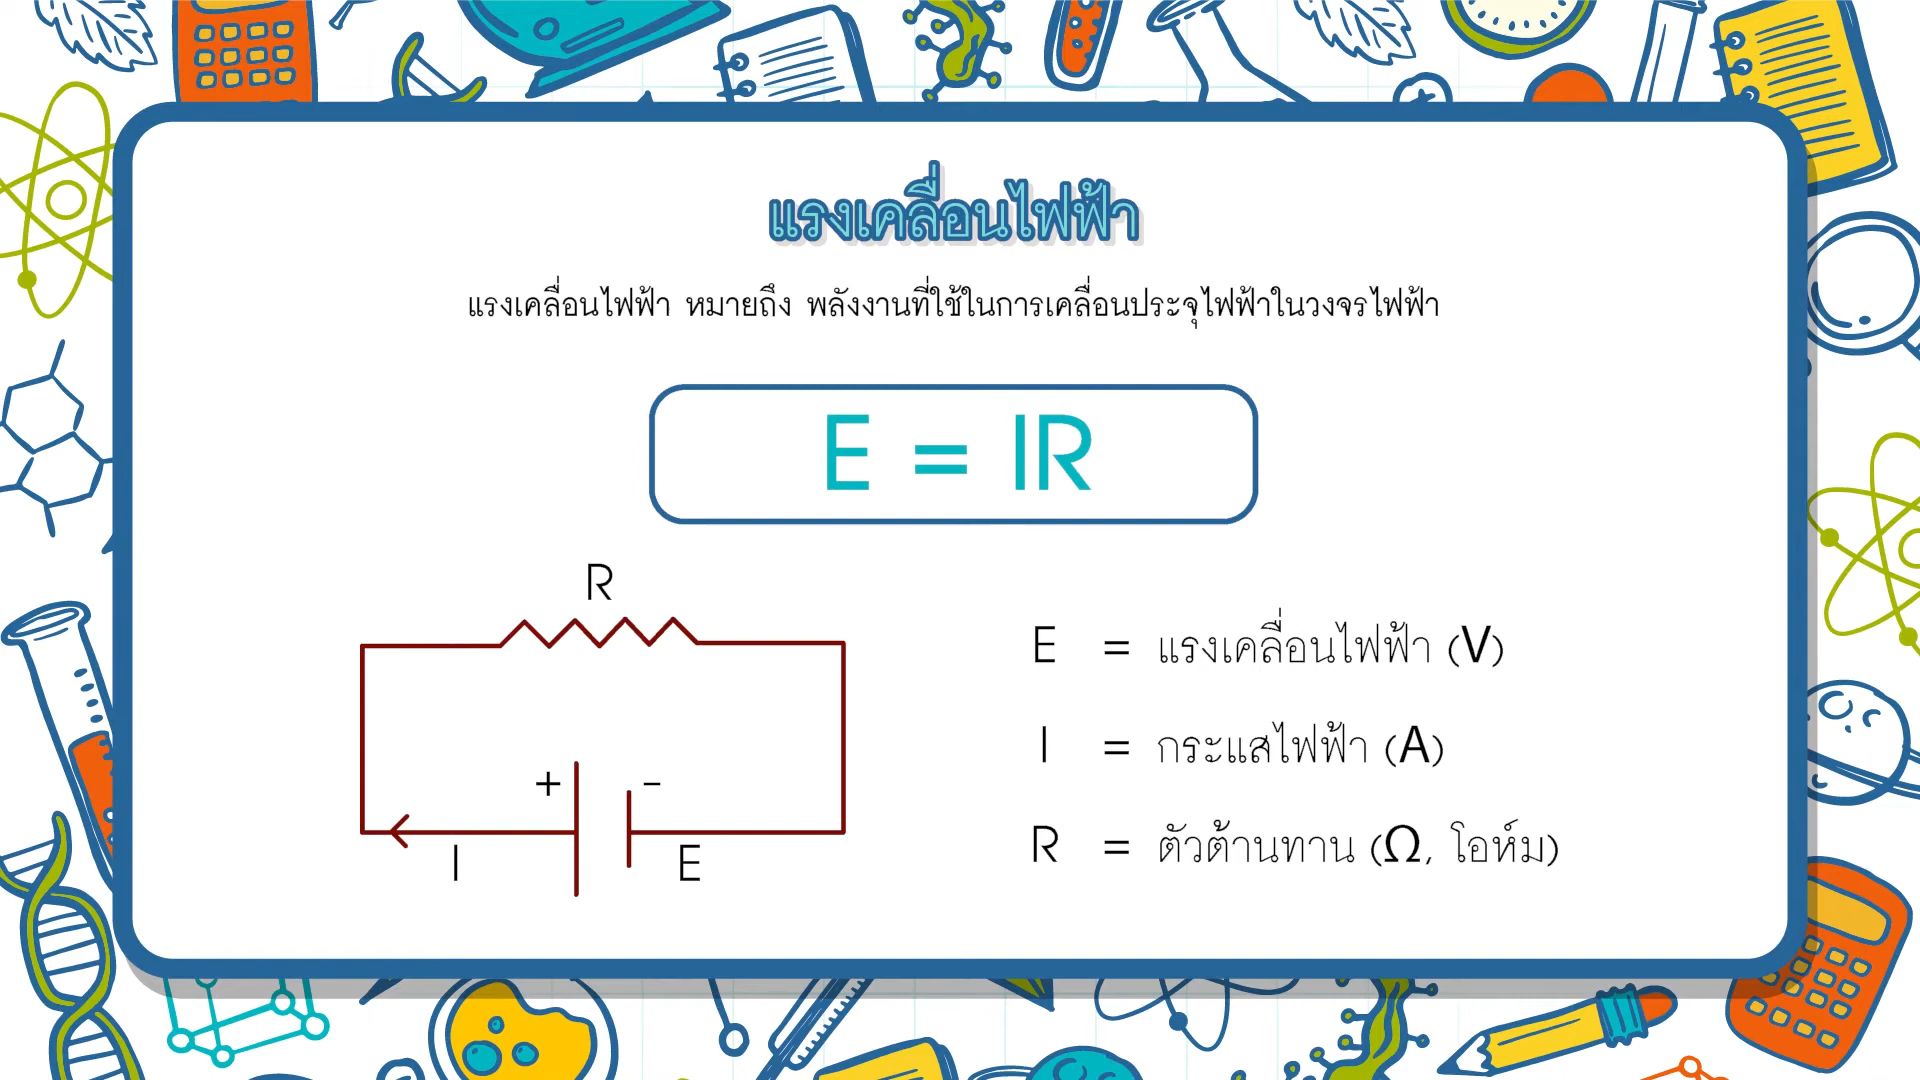 แรงเคลื่อนไฟฟ้า
แรงเคลื่อนไฟฟ้า หมายถึง พลังงานที่ใช้ในการเคลื่อนประจุไฟฟ้าในวงจรไฟฟ้า
E = IR
R
+ -
I E
E = แรงเคลื่อนไฟฟ้า (V)
I = กระแสไฟฟ้า (A)
R = ตัวต้านทาน (Ω, โอห์ม)